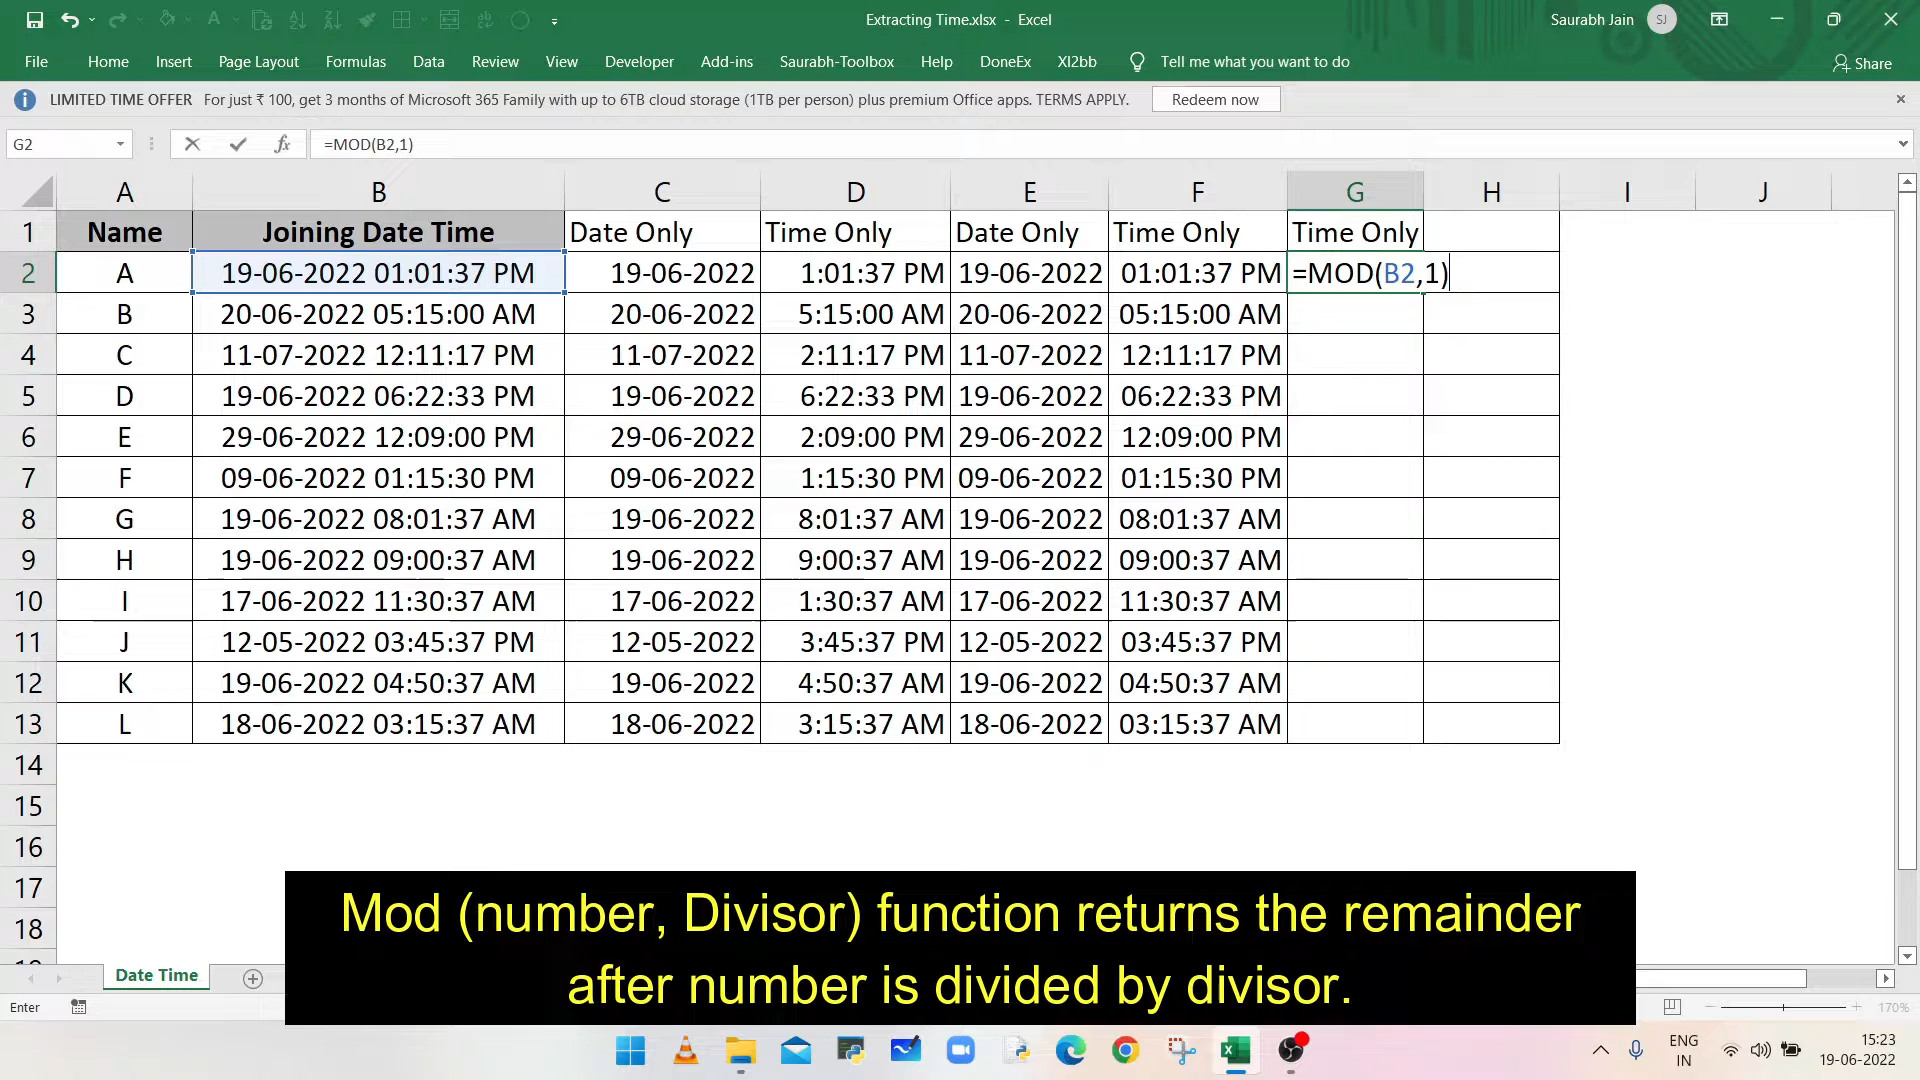 Extracting Time.xlsx - Excel
Saurabh Jain SJ
File Home Insert Page Layout Formulas Data Review View Developer Add-ins Saurabh-Toolbox Help DoneEx Xl2bb Tell me what you want to do Share
LIMITED TIME OFFER For just ₹ 100, get 3 months of Microsoft 365 Family with up to 6TB cloud storage (1TB per person) plus premium Office apps. TERMS APPLY. Redeem now
G2 fx =MOD(B2,1)
A B C D E F G H I J
1 Name Joining Date Time Date Only Time Only Date Only Time Only Time Only
2 A 19-06-2022 01:01:37 PM 19-06-2022 1:01:37 PM 19-06-2022 01:01:37 PM =MOD(B2,1)
3 B 20-06-2022 05:15:00 AM 20-06-2022 5:15:00 AM 20-06-2022 05:15:00 AM
4 C 11-07-2022 12:11:17 PM 11-07-2022 2:11:17 PM 11-07-2022 12:11:17 PM
5 D 19-06-2022 06:22:33 PM 19-06-2022 6:22:33 PM 19-06-2022 06:22:33 PM
6 E 29-06-2022 12:09:00 PM 29-06-2022 2:09:00 PM 29-06-2022 12:09:00 PM
7 F 09-06-2022 01:15:30 PM 09-06-2022 1:15:30 PM 09-06-2022 01:15:30 PM
8 G 19-06-2022 08:01:37 AM 19-06-2022 8:01:37 AM 19-06-2022 08:01:37 AM
9 H 19-06-2022 09:00:37 AM 19-06-2022 9:00:37 AM 19-06-2022 09:00:37 AM
10 I 17-06-2022 11:30:37 AM 17-06-2022 1:30:37 AM 17-06-2022 11:30:37 AM
11 J 12-05-2022 03:45:37 PM 12-05-2022 3:45:37 PM 12-05-2022 03:45:37 PM
12 K 19-06-2022 04:50:37 AM 19-06-2022 4:50:37 AM 19-06-2022 04:50:37 AM
13 L 18-06-2022 03:15:37 AM 18-06-2022 3:15:37 AM 18-06-2022 03:15:37 AM
14
15
16
17
18
Mod (number, Divisor) function returns the remainder
after number is divided by divisor.
Date Time
Enter
170%
ENG
IN
15:23
19-06-2022